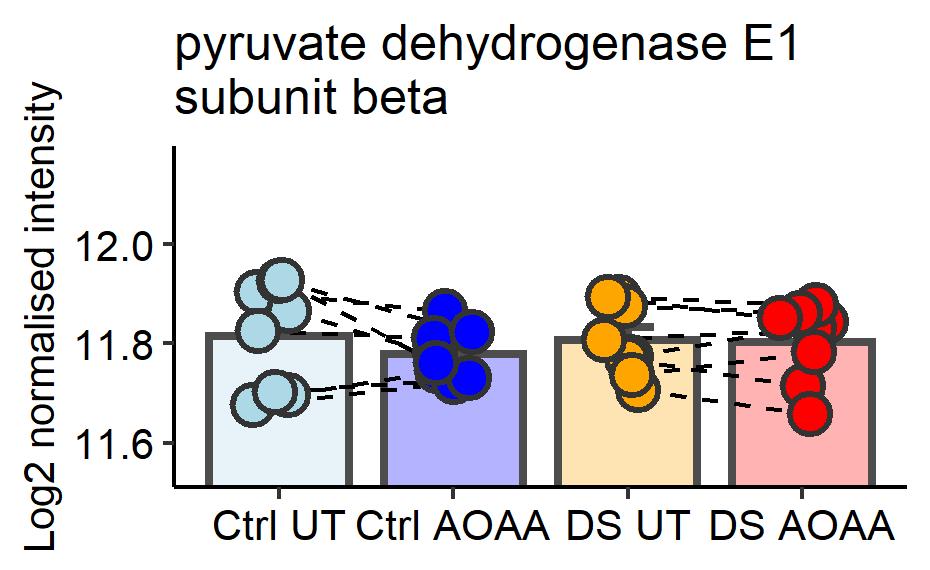 pyruvate dehydrogenase E1
subunit beta
Log2 normalised intensity
12.0
11.8
11.6
Ctrl UT Ctrl AOAA DS UT DS AOAA